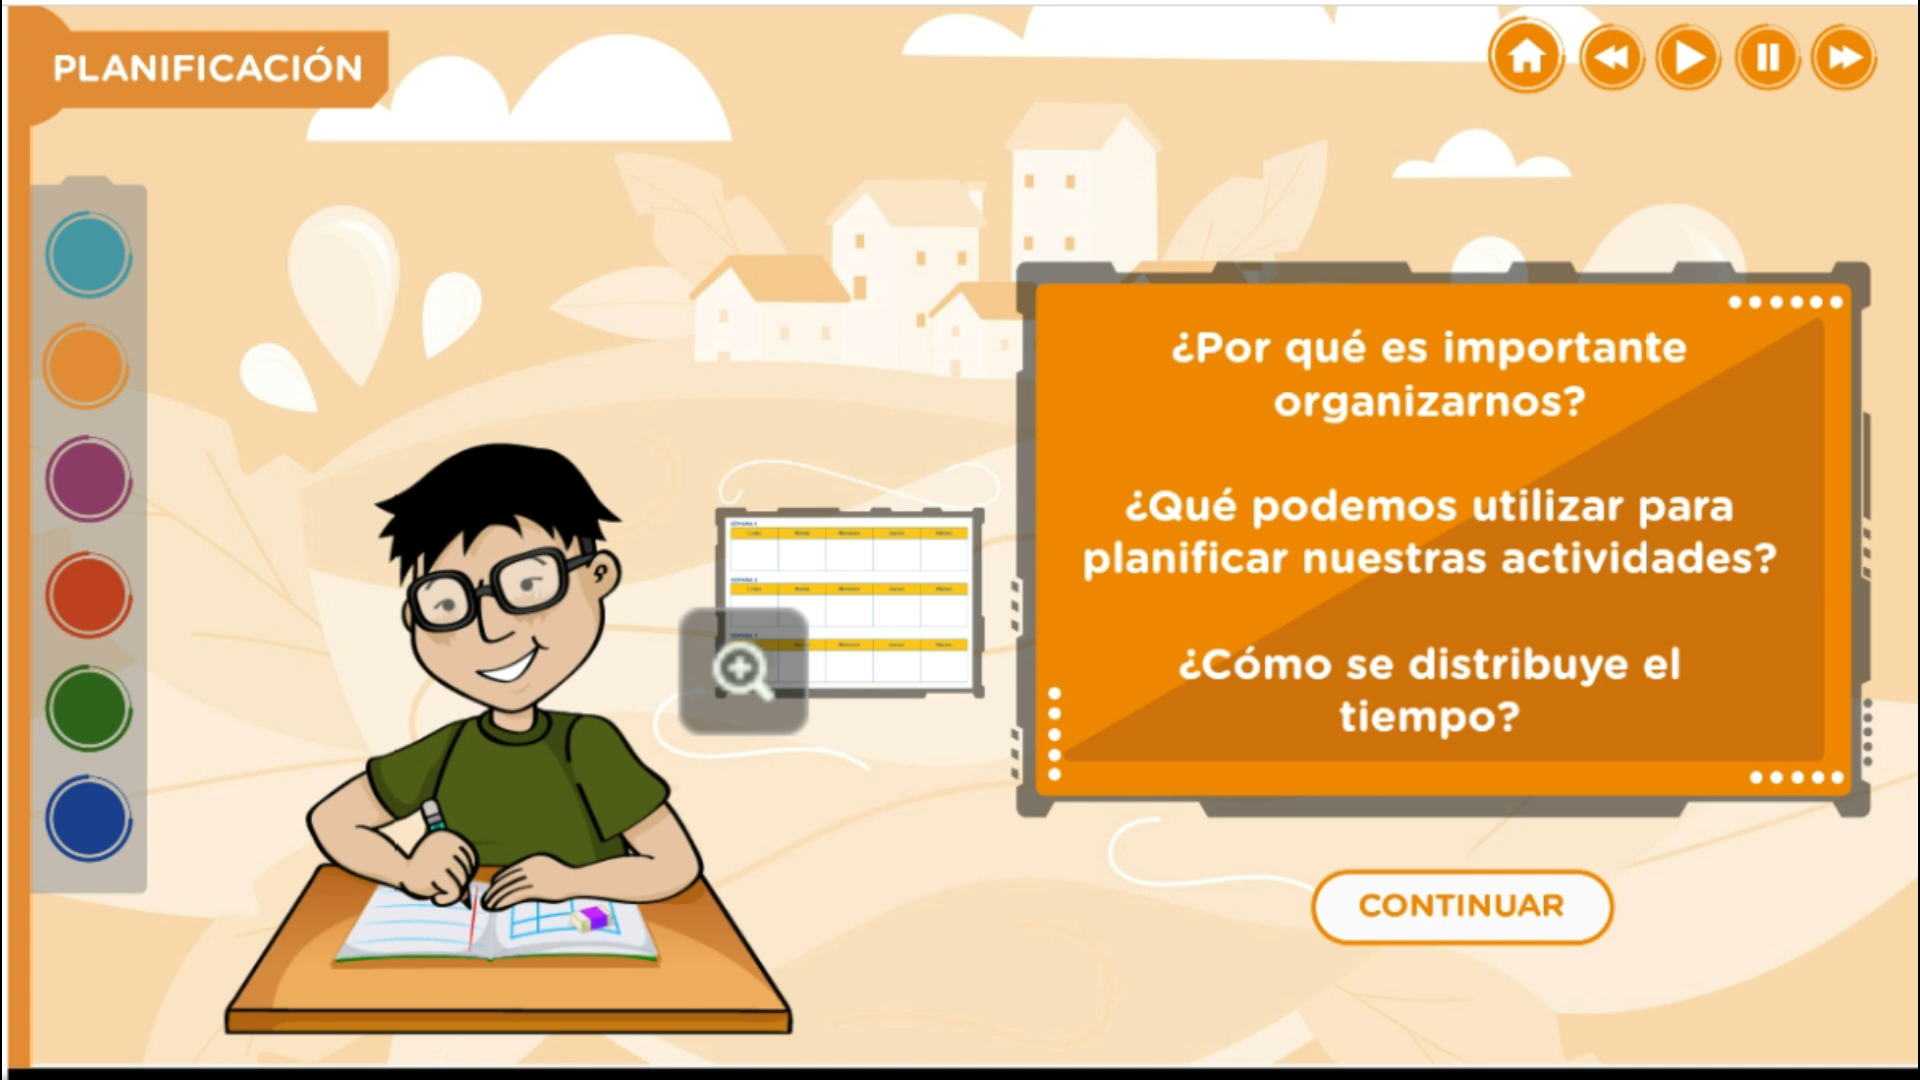 PLANIFICACIÓN
¿Por qué es importante
organizarnos?
¿Qué podemos utilizar para
planificar nuestras actividades?
¿Cómo se distribuye el
tiempo?
CONTINUAR